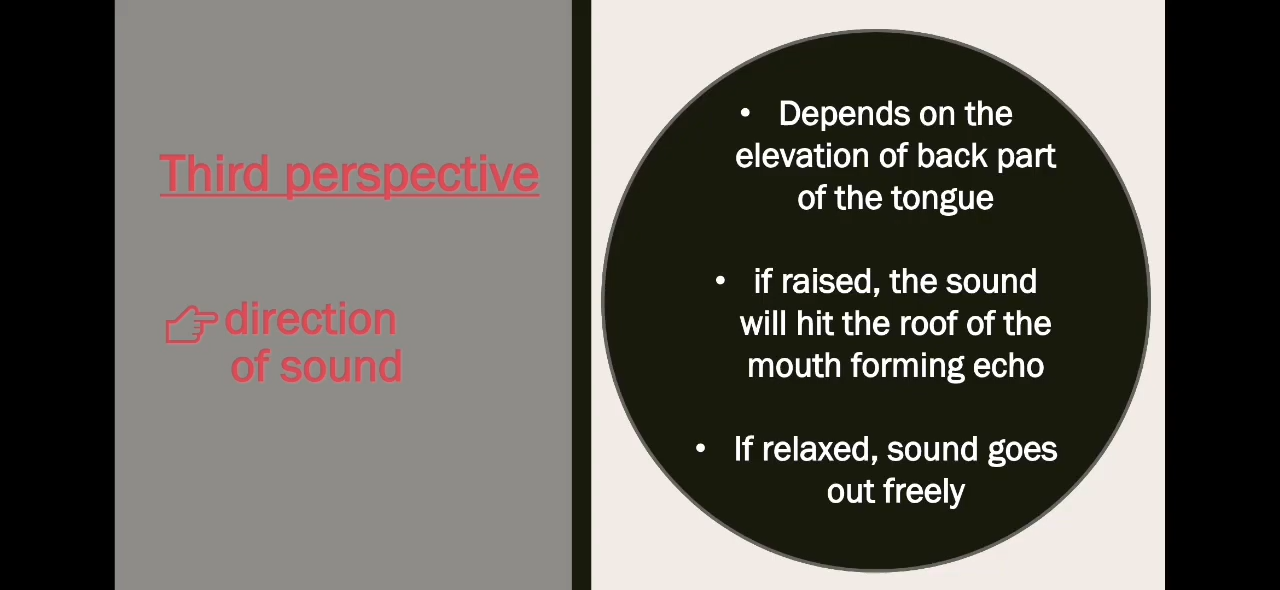 Third perspective
👉direction
of sound
• Depends on the
elevation of back part
of the tongue
• if raised, the sound
will hit the roof of the
mouth forming echo
• If relaxed, sound goes
out freely